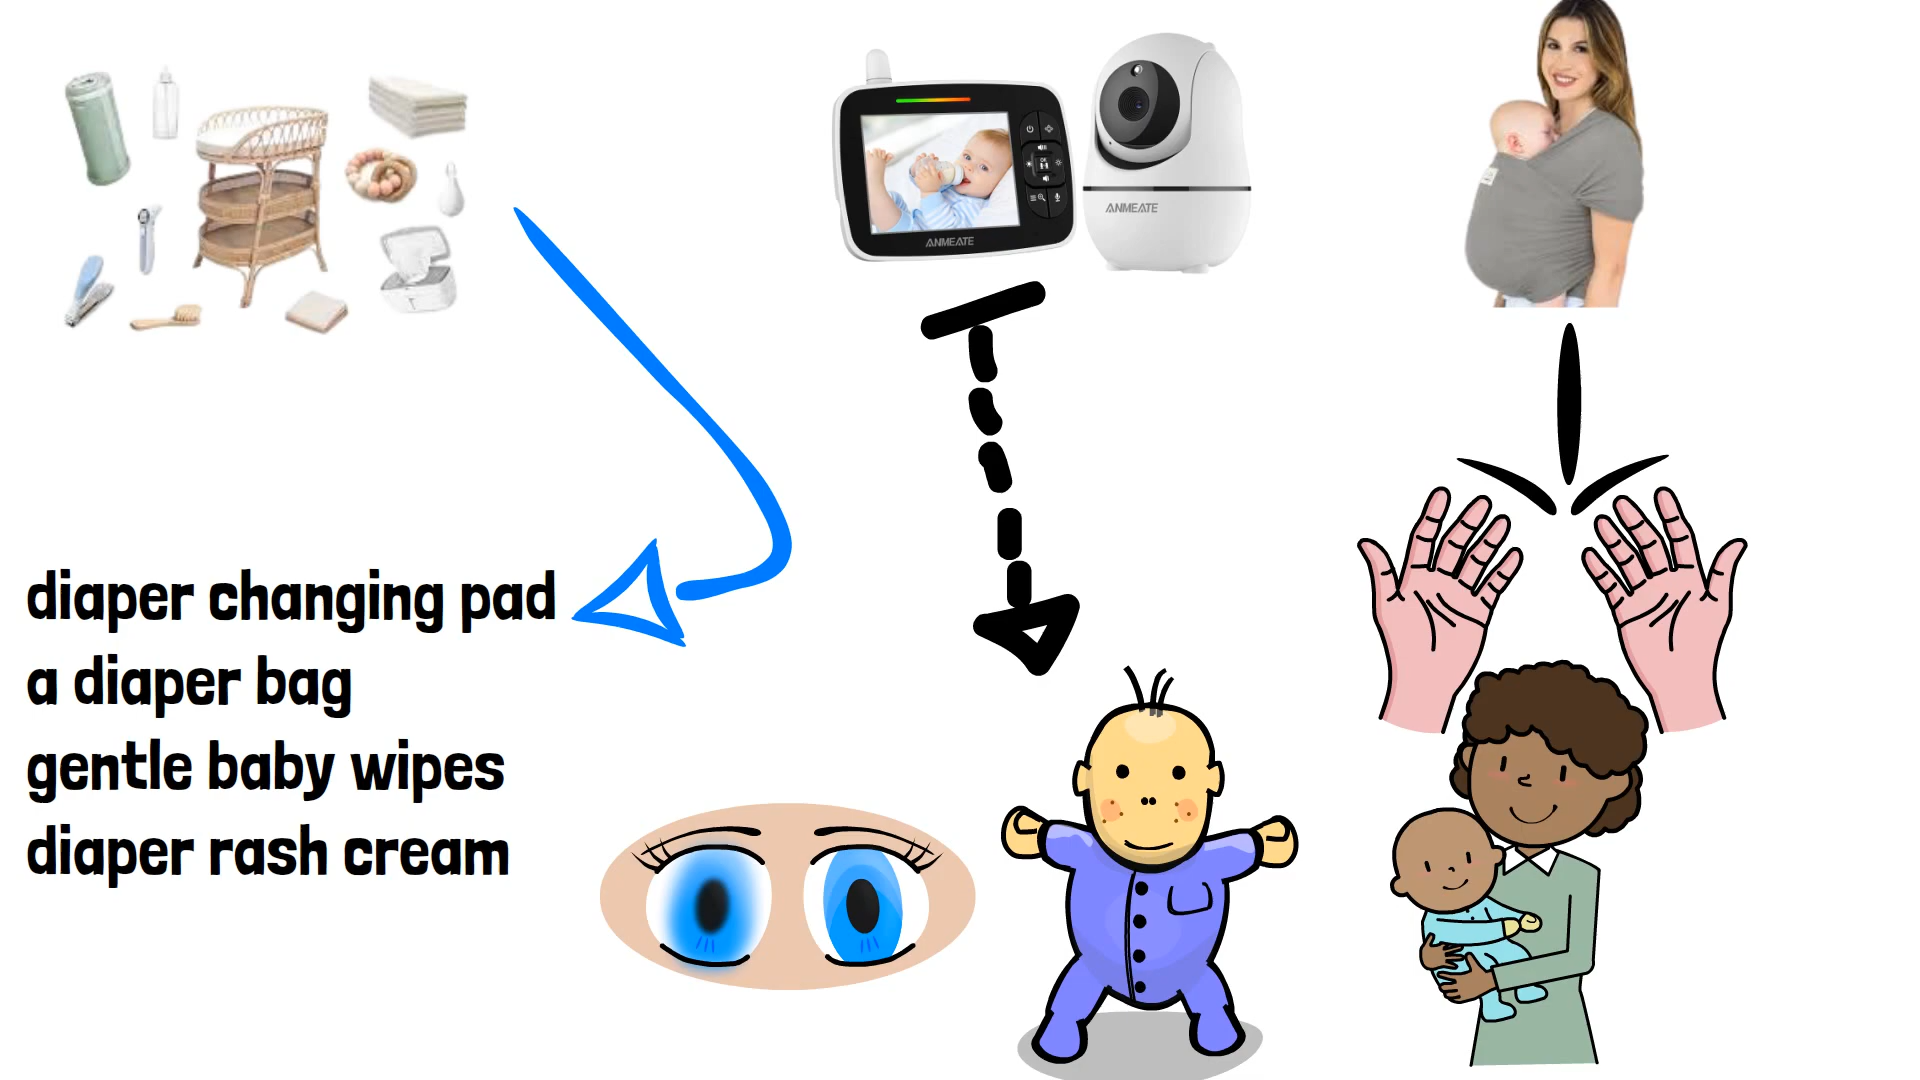 ANMEATE
ANMEATE
diaper changing pad
a diaper bag
gentle baby wipes
diaper rash cream